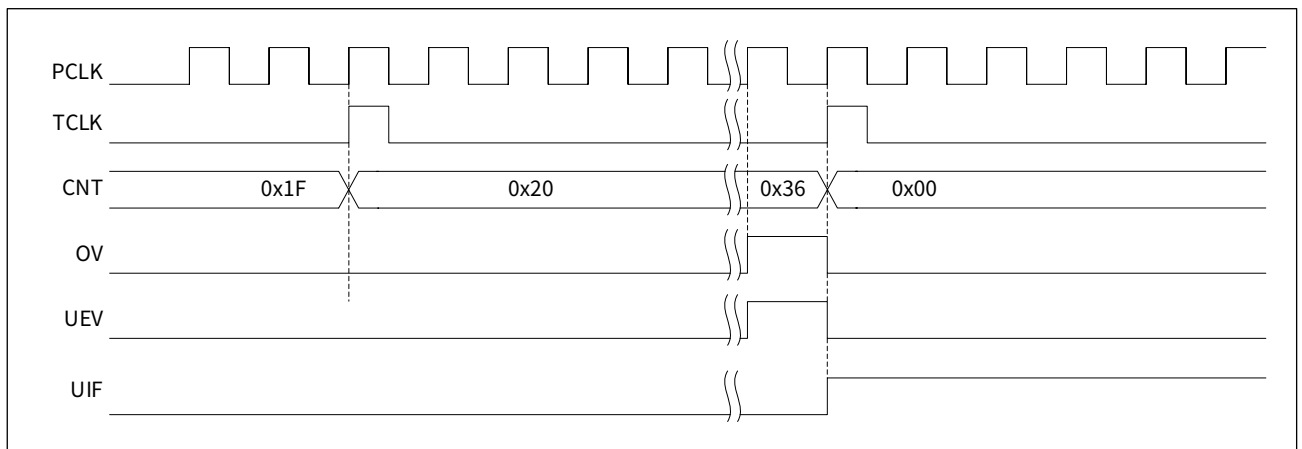 PCLK
TCLK
CNT 0x1F 0x20 0x36 0x00
OV
UEV
UIF